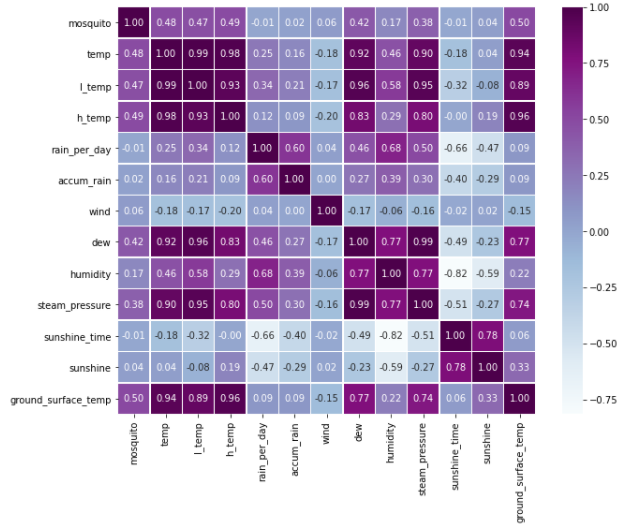 mosquito 1.00 0.48 0.47 0.49 -0.01 0.02 0.06 0.42 0.17 0.38 -0.01 0.04 0.50
temp 0.48 1.00 0.99 0.98 0.25 0.16 -0.18 0.92 0.46 0.90 -0.18 0.04 0.94
l_temp 0.47 0.99 1.00 0.93 0.34 0.21 -0.17 0.96 0.58 0.95 -0.32 -0.08 0.89
h_temp 0.49 0.98 0.93 1.00 0.12 0.09 -0.20 0.83 0.29 0.80 -0.00 0.19 0.96
rain_per_day -0.01 0.25 0.34 0.12 1.00 0.60 0.04 0.46 0.68 0.50 -0.66 -0.47 0.09
accum_rain 0.02 0.16 0.21 0.09 0.60 1.00 0.00 0.27 0.39 0.30 -0.40 -0.29 0.09
wind 0.06 -0.18 -0.17 -0.20 0.04 0.00 1.00 -0.17 -0.06 -0.16 -0.02 0.02 -0.15
dew 0.42 0.92 0.96 0.83 0.46 0.27 -0.17 1.00 0.77 0.99 -0.49 -0.23 0.77
humidity 0.17 0.46 0.58 0.29 0.68 0.39 -0.06 0.77 1.00 0.77 -0.82 -0.59 0.22
steam_pressure 0.38 0.90 0.95 0.80 0.50 0.30 -0.16 0.99 0.77 1.00 -0.51 -0.27 0.74
sunshine_time -0.01 -0.18 -0.32 -0.00 -0.66 -0.40 -0.02 -0.49 -0.82 -0.51 1.00 0.78 0.06
sunshine 0.04 0.04 -0.08 0.19 -0.47 -0.29 0.02 -0.23 -0.59 -0.27 0.78 1.00 0.33
ground_surface_temp 0.50 0.94 0.89 0.96 0.09 0.09 -0.15 0.77 0.22 0.74 0.06 0.33 1.00
mosquito
temp
l_temp
h_temp
rain_per_day
accum_rain
wind
dew
humidity
steam_pressure
sunshine_time
sunshine
ground_surface_temp
1.00
0.75
0.50
0.25
0.00
-0.25
-0.50
-0.75